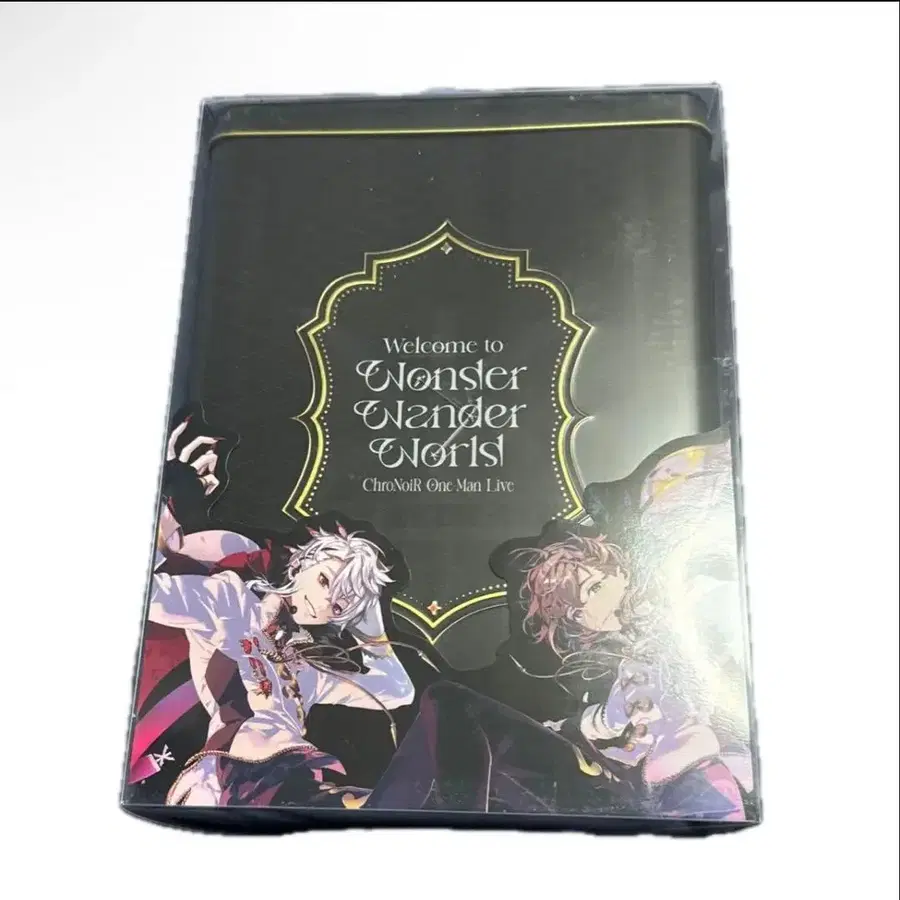 Welcome to
Wonder
Wander
World
ChroNoiR One-Man Live